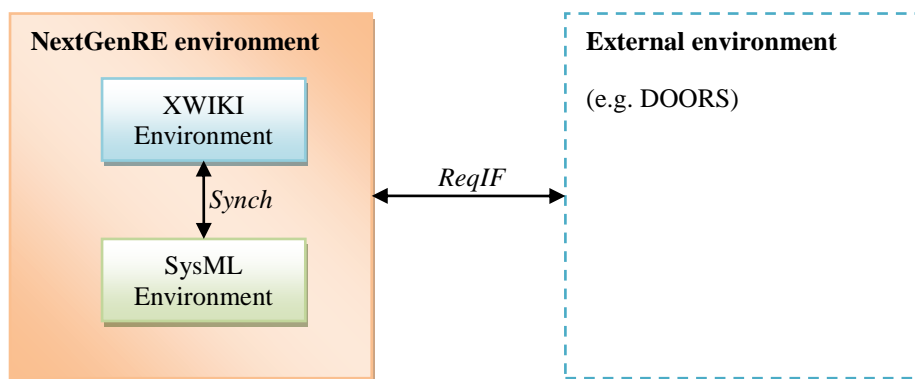 NextGenRE environment
XWIKI
Environment
Synch
SysML
Environment
ReqIF
External environment
(e.g. DOORS)